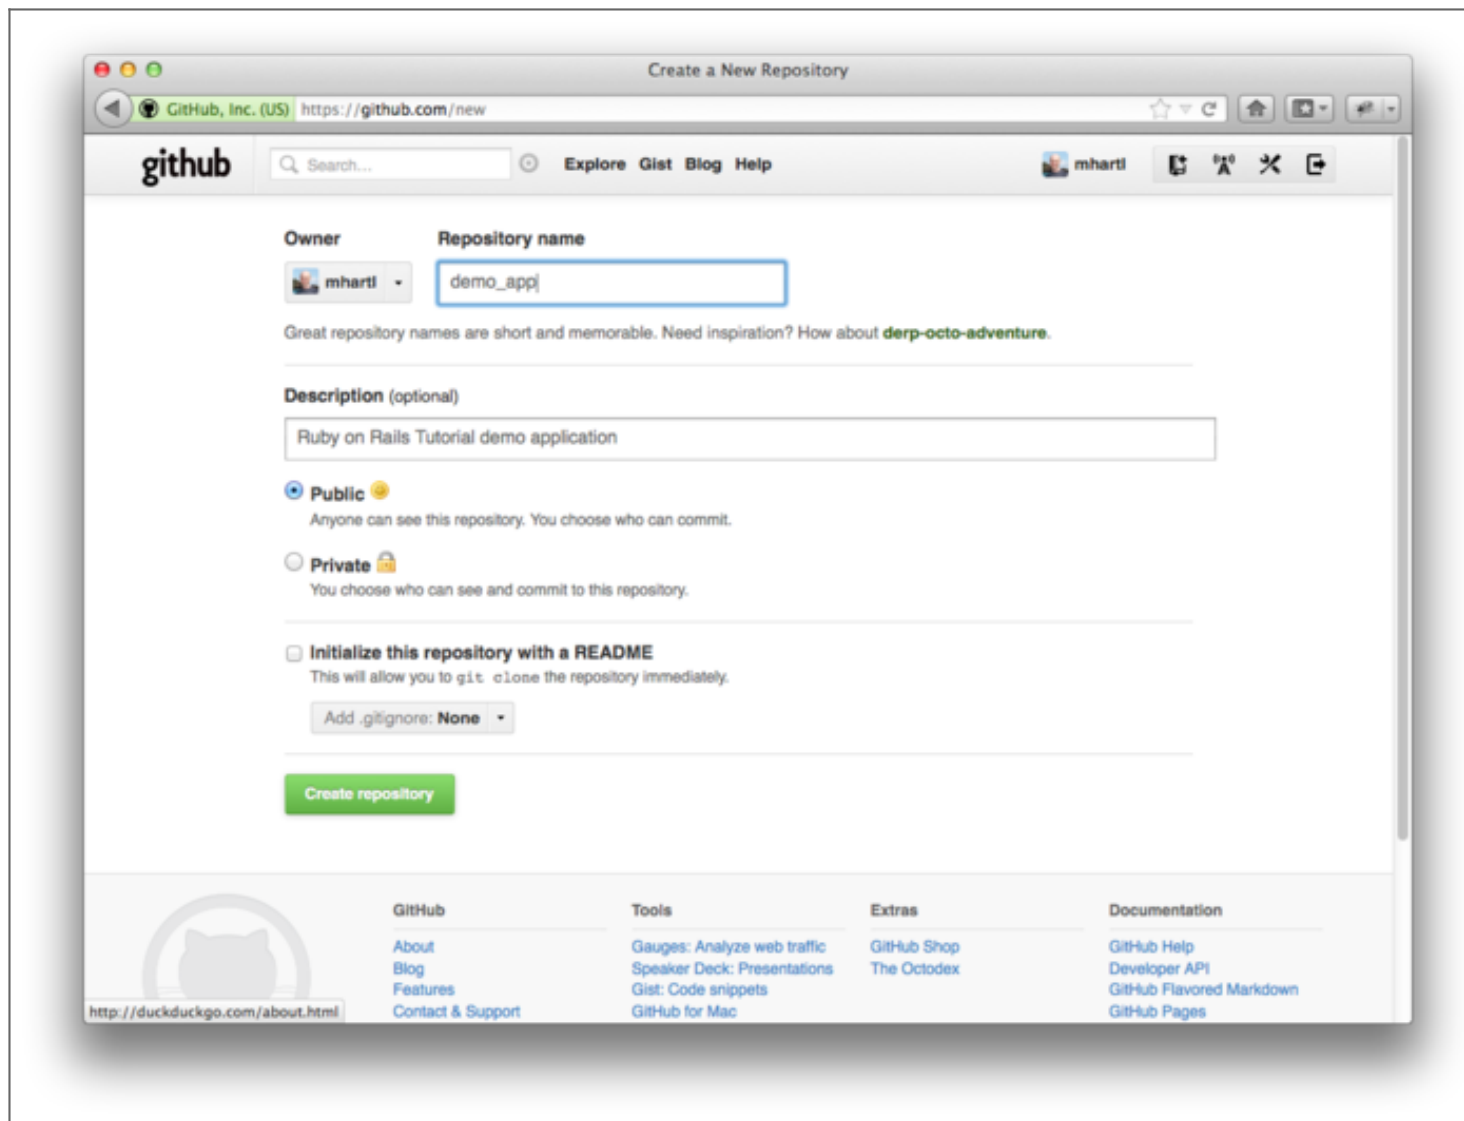 Create a New Repository
GitHub, Inc. (US) https://github.com/new
github Search... Explore Gist Blog Help mhartl
Owner Repository name
mhartl demo_app
Great repository names are short and memorable. Need inspiration? How about derp-octo-adventure.
Description (optional)
Ruby on Rails Tutorial demo application
Public
Anyone can see this repository. You choose who can commit.
Private
You choose who can see and commit to this repository.
Initialize this repository with a README
This will allow you to git clone the repository immediately.
Add .gitignore: None
Create repository
GitHub Tools Extras Documentation
About Gauges: Analyze web traffic GitHub Shop GitHub Help
Blog Speaker Deck: Presentations The Octodex Developer API
Features Gist: Code snippets GitHub Flavored Markdown
http://duckduckgo.com/about.html Contact & Support GitHub for Mac GitHub Pages